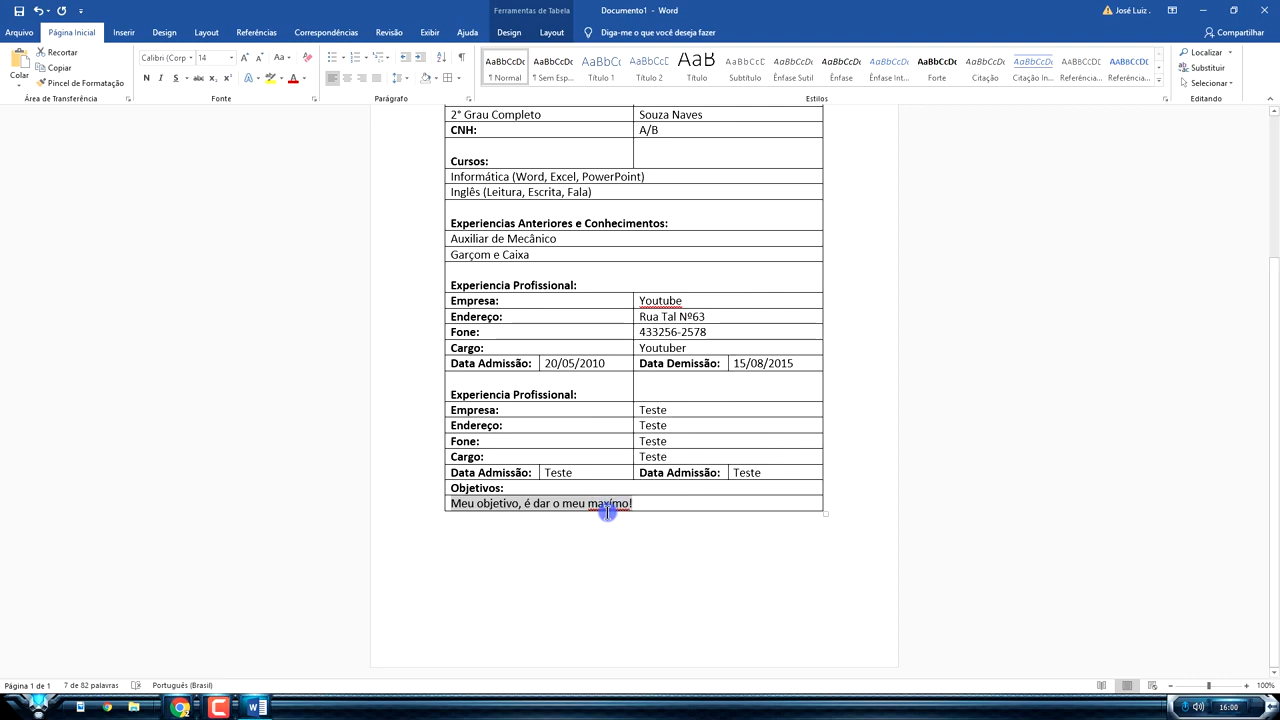 Ferramentas de Tabela
Documento1 - Word
José Luiz .
Arquivo
Página Inicial
Inserir
Design
Layout
Referências
Correspondências
Revisão
Exibir
Ajuda
Design
Layout
Diga-me o que você deseja fazer
Compartilhar
Colar
Recortar
Copiar
Pincel de Formatação
Área de Transferência
Calibri (Corp
14
Fonte
Parágrafo
AaBbCcDc AaBbCcDc AaBbCc AaBbCcD AaB AaBbCcD AaBbCcDc AaBbCcDc AaBbCcDc AaBbCcDc AaBbCcDc AaBbCcDc AaBbCcDc AaBbCcDc
¶ Normal
¶ Sem Esp...
Título 1
Título 2
Título
Subtítulo
Ênfase Sutil
Ênfase
Ênfase Int...
Forte
Citação
Citação In...
Referência...
Referência...
Estilos
Localizar
Substituir
Selecionar
Editando
2° Grau Completo Souza Naves
CNH: A/B
Cursos:
Informática (Word, Excel, PowerPoint)
Inglês (Leitura, Escrita, Fala)
Experiencias Anteriores e Conhecimentos:
Auxiliar de Mecânico
Garçom e Caixa
Experiencia Profissional:
Empresa: Youtube
Endereço: Rua Tal Nº63
Fone: 433256-2578
Cargo: Youtuber
Data Admissão: 20/05/2010 Data Demissão: 15/08/2015
Experiencia Profissional:
Empresa: Teste
Endereço: Teste
Fone: Teste
Cargo: Teste
Data Admissão: Teste Data Admissão: Teste
Objetivos:
Meu objetivo, é dar o meu maxímo!
Página 1 de 1
7 de 82 palavras
Português (Brasil)
100%
16:00